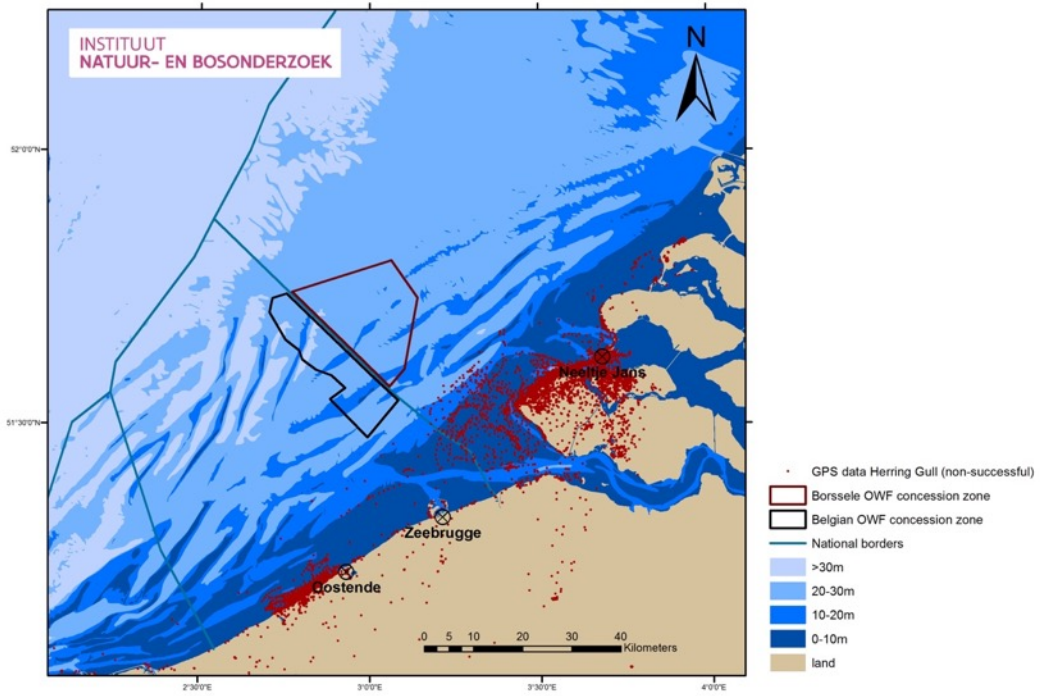 INSTITUUT
NATUUR- EN BOSONDERZOEK
N
52°0'0"N
51°30'0"N
Neeltje Jans
Zeebrugge
Oostende
0 5 10 20 30 40
Kilometers
2°30'0"E 3°0'0"E 3°30'0"E 4°0'0"E
GPS data Herring Gull (non-successful)
Borssele OWF concession zone
Belgian OWF concession zone
National borders
>30m
20-30m
10-20m
0-10m
land